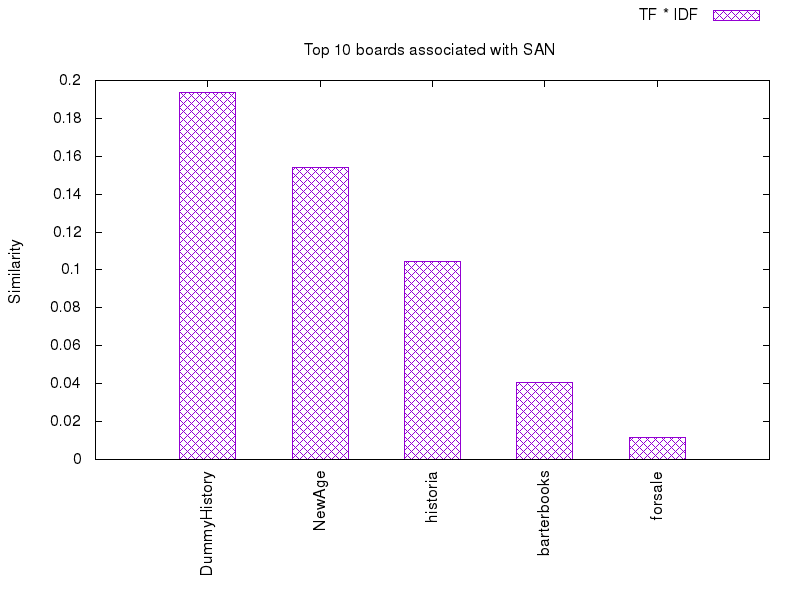 TF * IDF
Top 10 boards associated with SAN
0.2
0.18
0.16
0.14
0.12
0.1
0.08
0.06
0.04
0.02
0
Similarity
DummyHistory
NewAge
historia
barterbooks
forsale